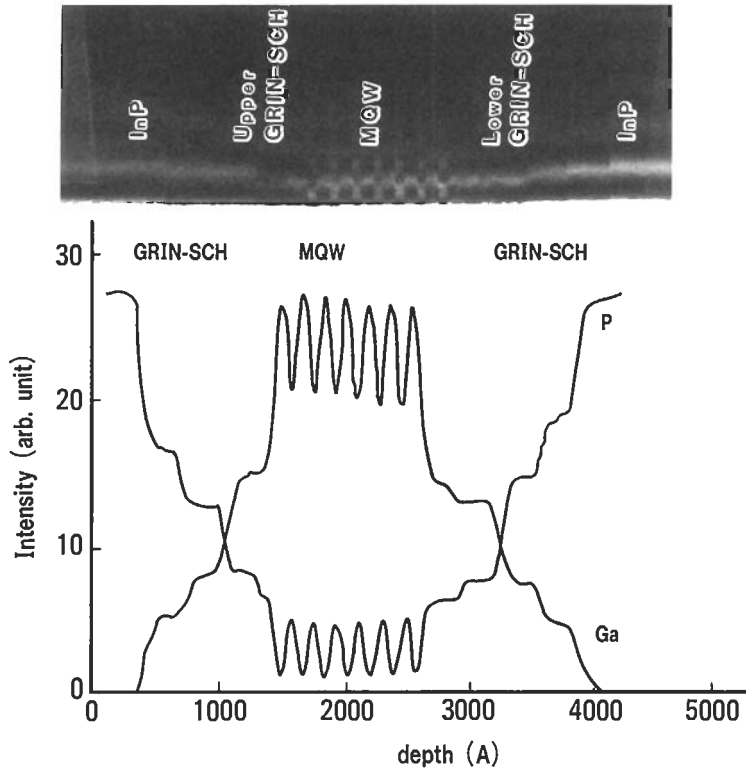 InP
Upper
GRIN-SCH
MQW
Lower
GRIN-SCH
InP
GRIN-SCH
MQW
GRIN-SCH
Intensity (arb. unit)
30
20
10
0
P
Ga
0
1000
2000
3000
4000
5000
depth (A)